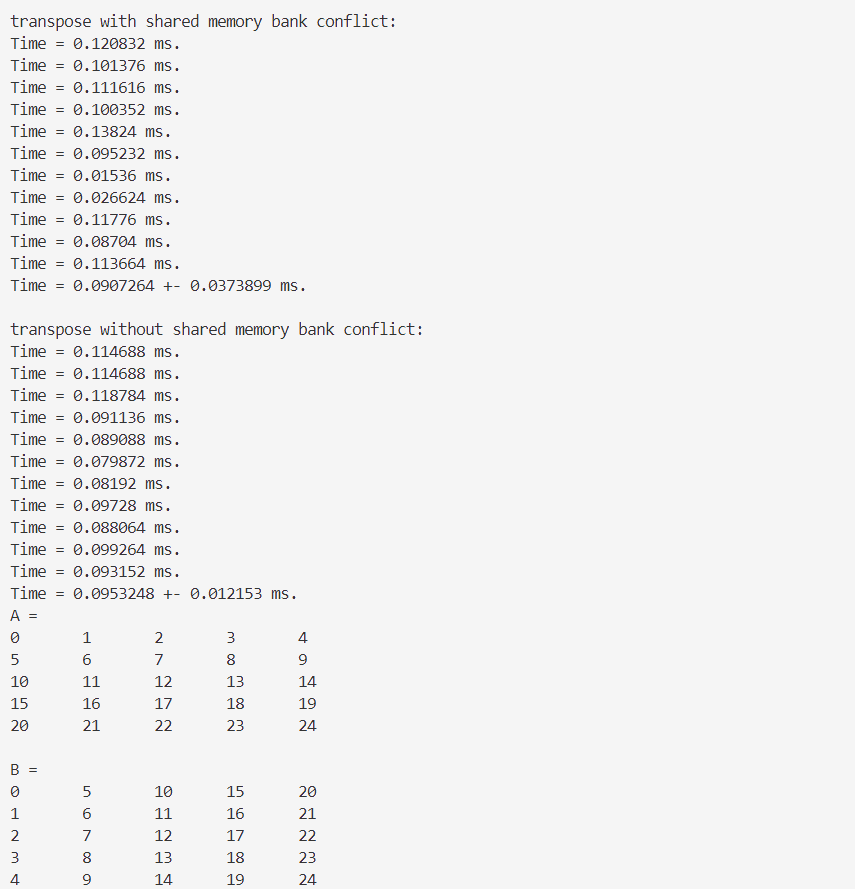 transpose with shared memory bank conflict:
Time = 0.120832 ms.
Time = 0.101376 ms.
Time = 0.111616 ms.
Time = 0.100352 ms.
Time = 0.13824 ms.
Time = 0.095232 ms.
Time = 0.01536 ms.
Time = 0.026624 ms.
Time = 0.11776 ms.
Time = 0.08704 ms.
Time = 0.113664 ms.
Time = 0.0907264 +- 0.0373899 ms.

transpose without shared memory bank conflict:
Time = 0.114688 ms.
Time = 0.114688 ms.
Time = 0.118784 ms.
Time = 0.091136 ms.
Time = 0.089088 ms.
Time = 0.079872 ms.
Time = 0.08192 ms.
Time = 0.09728 ms.
Time = 0.088064 ms.
Time = 0.099264 ms.
Time = 0.093152 ms.
Time = 0.0953248 +- 0.012153 ms.
A =
0 1 2 3 4
5 6 7 8 9
10 11 12 13 14
15 16 17 18 19
20 21 22 23 24

B =
0 5 10 15 20
1 6 11 16 21
2 7 12 17 22
3 8 13 18 23
4 9 14 19 24